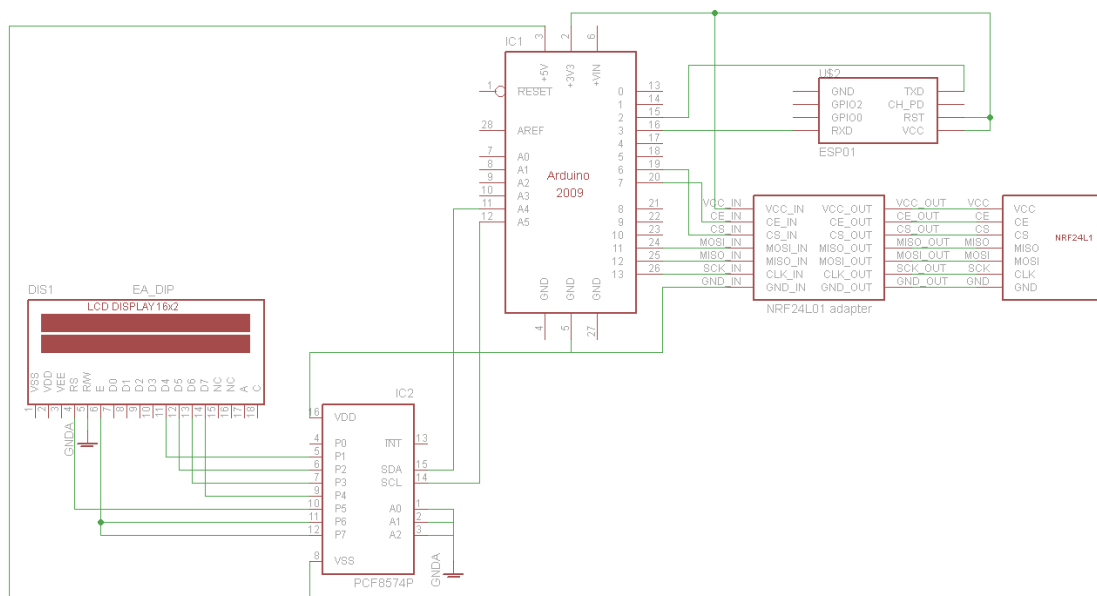 IC1
3
2
6
+5V
+3V3
+VIN
1
RESET
28
AREF
7
A0
8
A1
9
A2
10
A3
11
A4
12
A5
Arduino
2009
0
13
1
14
2
15
3
16
4
17
5
18
6
19
7
20
8
21
9
22
10
23
11
24
12
25
13
26
GND
GND
GND
4
5
27
U$2
GND
TXD
GPIO2
CH_PD
GPIO0
RST
RXD
VCC
ESP01
VCC_IN
CE_IN
CS_IN
MOSI_IN
MISO_IN
SCK_IN
GND_IN
VCC_IN
VCC_OUT
CE_IN
CE_OUT
CS_IN
CS_OUT
MOSI_IN
MISO_OUT
MISO_IN
MOSI_OUT
CLK_IN
CLK_OUT
GND_IN
GND_OUT
NRF24L01 adapter
VCC_OUT
VCC
CE_OUT
CE
CS_OUT
CS
MISO_OUT
MISO
MOSI_OUT
MOSI
SCK_OUT
SCK
GND_OUT
GND
VCC
CE
CS
MISO
MOSI
CLK
GND
NRF24L1
DIS1
EA_DIP
LCD DISPLAY 16x2
VSS
VDD
VEE
RS
R/W
E
D0
D1
D2
D3
D4
D5
D6
D7
NC
NC
A
C
1
2
3
4
5
6
7
8
9
10
11
12
13
14
15
16
17
18
GNDA
IC2
16
VDD
4
P0
5
P1
6
P2
7
P3
9
P4
10
P5
11
P6
12
P7
8
VSS
INT
13
SDA
15
SCL
14
A0
1
A1
2
A2
3
GNDA
PCF8574P